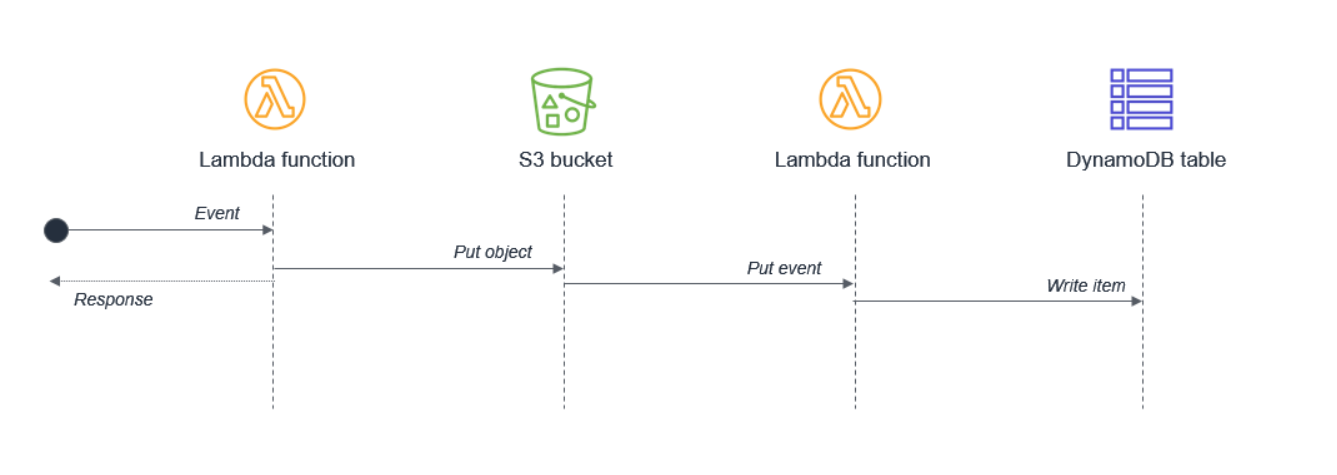 Lambda function
S3 bucket
Lambda function
DynamoDB table
Event
Put object
Put event
Write item
Response